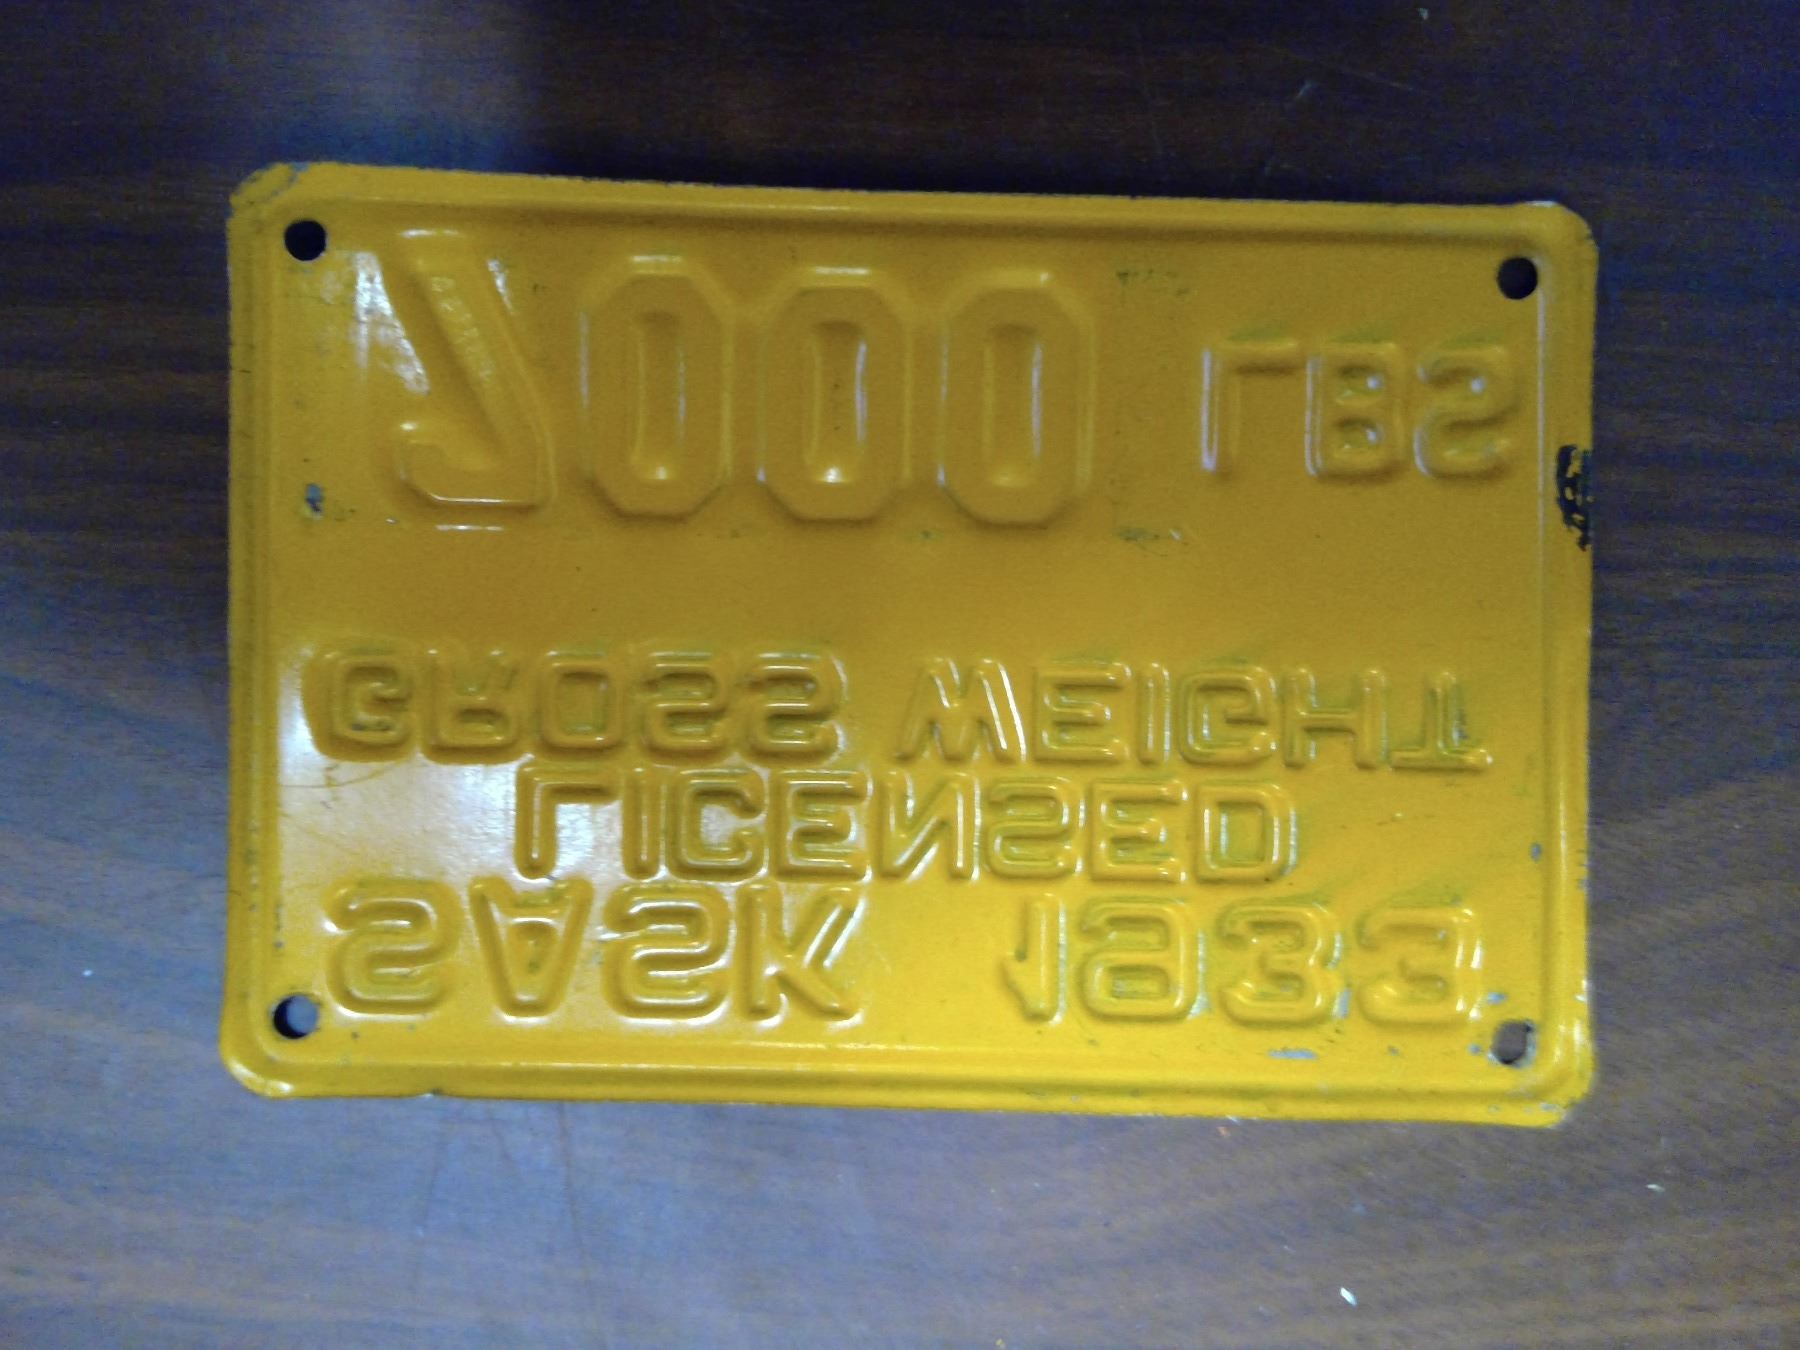 SASK 1933
LICENSED
GROSS WEIGHT
7000 LBS